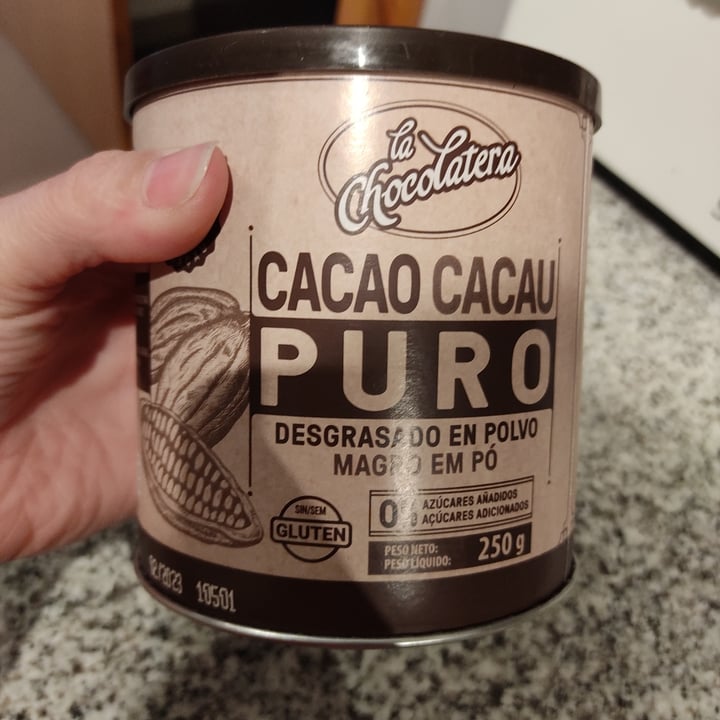 la
Chocolatera
CACAO CACAU
PURO
DESGRASADO EN POLVO
MAGRO EM PÓ
SIN/SEM
GLUTEN
0% AZÚCARES AÑADIDOS
AÇÚCARES ADICIONADOS
PESO NETO:
PESO LÍQUIDO:
250 g
02/2023 10501